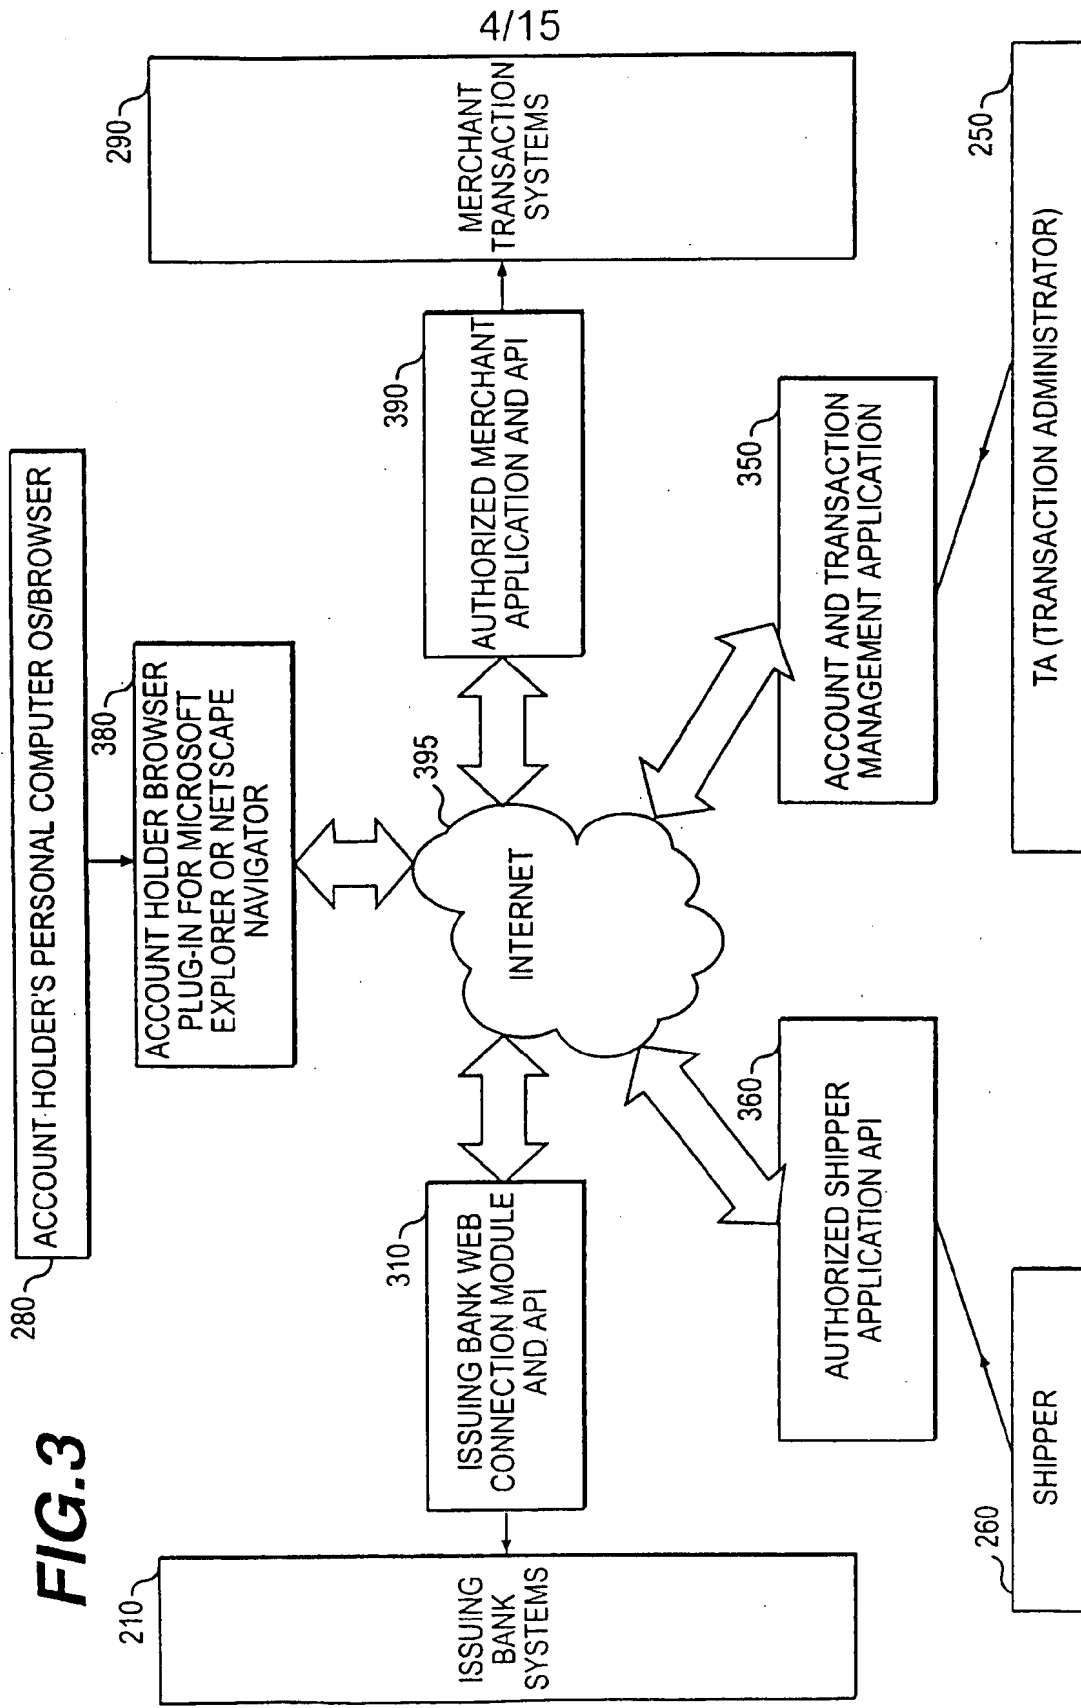 4/15
FIG.3
280
ACCOUNT HOLDER'S PERSONAL COMPUTER OS/BROWSER
380
ACCOUNT HOLDER BROWSER
PLUG-IN FOR MICROSOFT
EXPLORER OR NETSCAPE
NAVIGATOR
210
ISSUING
BANK
SYSTEMS
310
ISSUING BANK WEB
CONNECTION MODULE
AND API
395
INTERNET
390
AUTHORIZED MERCHANT
APPLICATION AND API
290
MERCHANT
TRANSACTION
SYSTEMS
360
AUTHORIZED SHIPPER
APPLICATION API
350
ACCOUNT AND TRANSACTION
MANAGEMENT APPLICATION
260
SHIPPER
250
TA (TRANSACTION ADMINISTRATOR)